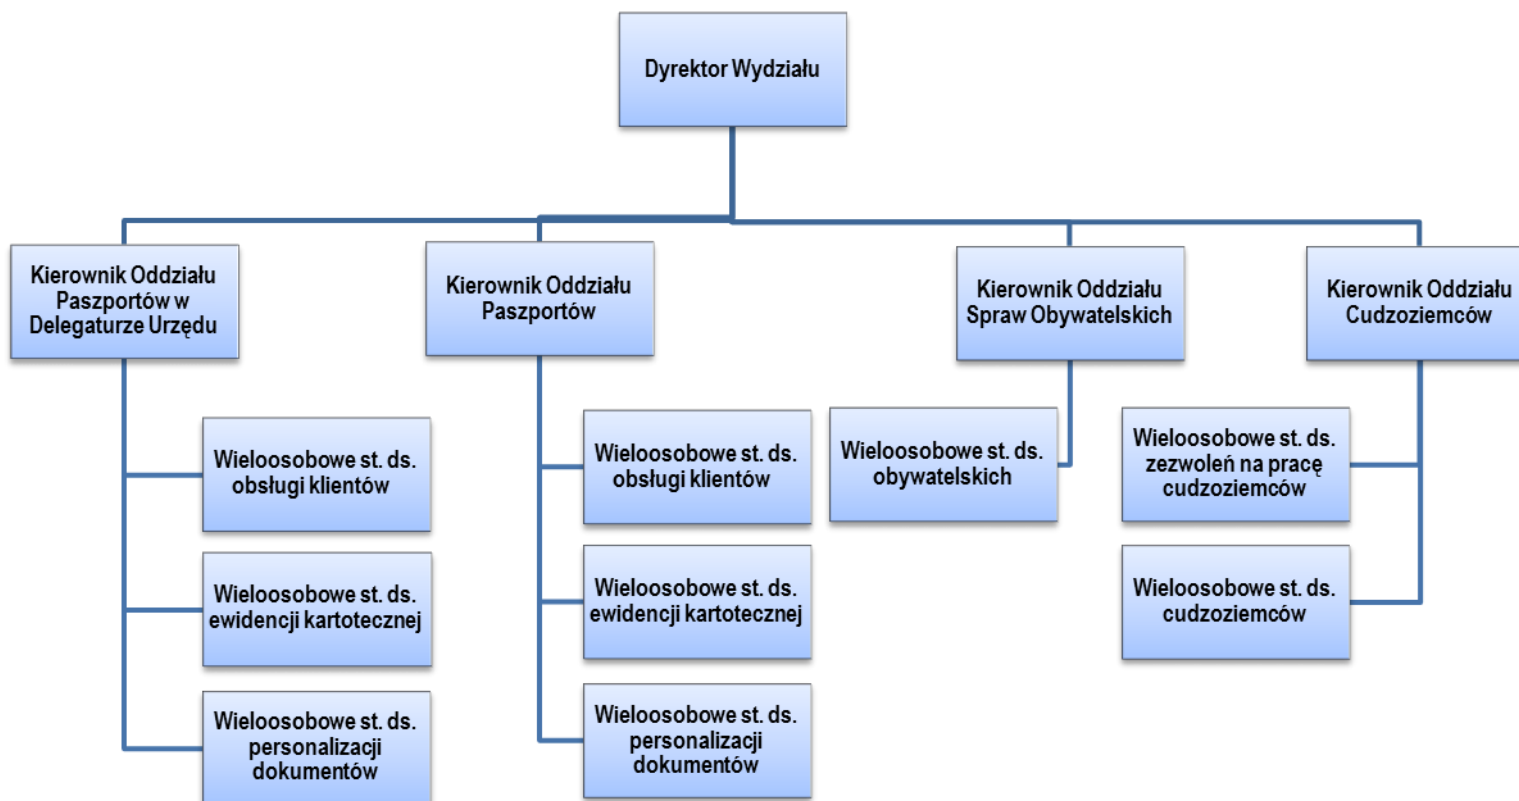 Dyrektor Wydziału
Kierownik Oddziału
Paszportów w
Delegaturze Urzędu
Kierownik Oddziału
Paszportów
Kierownik Oddziału
Spraw Obywatelskich
Kierownik Oddziału
Cudzoziemców
Wieloosobowe st. ds.
obsługi klientów
Wieloosobowe st. ds.
ewidencji kartotecznej
Wieloosobowe st. ds.
personalizacji
dokumentów
Wieloosobowe st. ds.
obsługi klientów
Wieloosobowe st. ds.
ewidencji kartotecznej
Wieloosobowe st. ds.
personalizacji
dokumentów
Wieloosobowe st. ds.
obywatelskich
Wieloosobowe st. ds.
zezwoleń na pracę
cudzoziemców
Wieloosobowe st. ds.
cudzoziemców